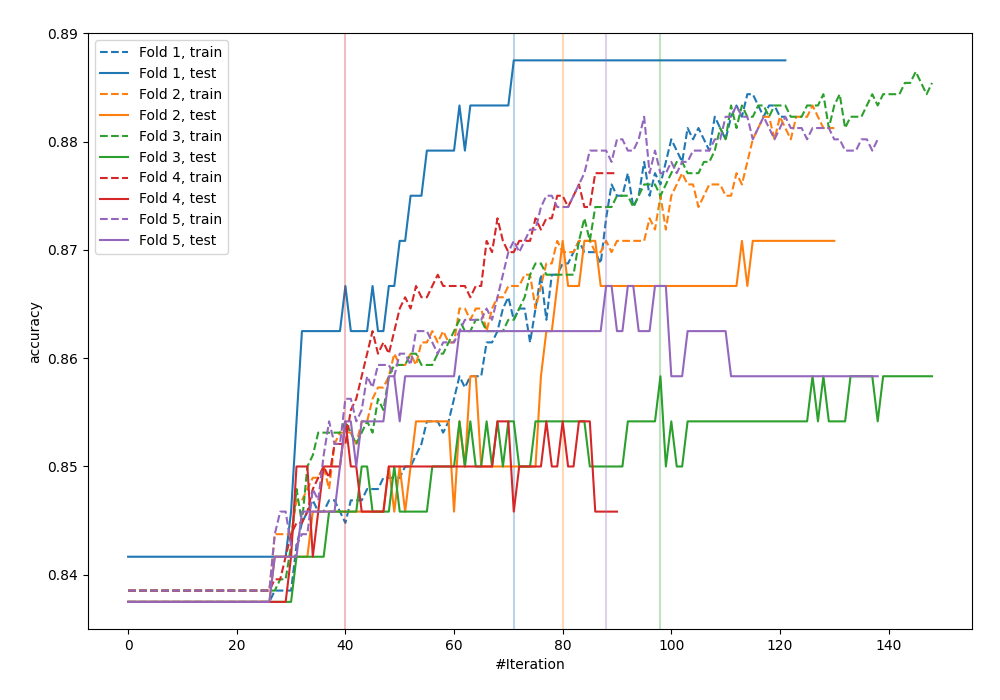 0.89
0.88
0.87
0.86
0.85
0.84
accuracy
Fold 1, train
Fold 1, test
Fold 2, train
Fold 2, test
Fold 3, train
Fold 3, test
Fold 4, train
Fold 4, test
Fold 5, train
Fold 5, test
0 20 40 60 80 100 120 140
#Iteration